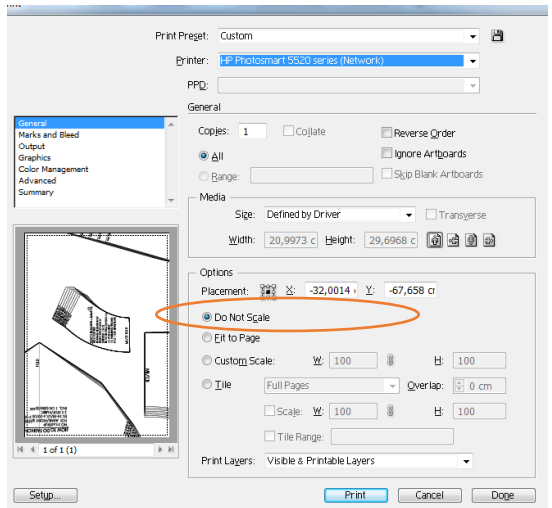 Print Preset: Custom
Printer: HP Photosmart 5520 series (Network)
PPD:
General
Marks and Bleed
Output
Graphics
Color Management
Advanced
Summary
General
Copies: 1 Collate Reverse Order
All Ignore Artboards
Range: Skip Blank Artboards
Media
Size: Defined by Driver Transverse
Width: 20,9973 c Height: 29,6968 c
Options
Placement: X: -32,0014 Y: -67,658 cr
Do Not Scale
Fit to Page
Custom Scale: W: 100 H: 100
Tile Full Pages Overlap: 0 cm
Scale: W: 100 H: 100
Tile Range:
Print Layers: Visible & Printable Layers
1 of 1 (1)
Setup... Print Cancel Done